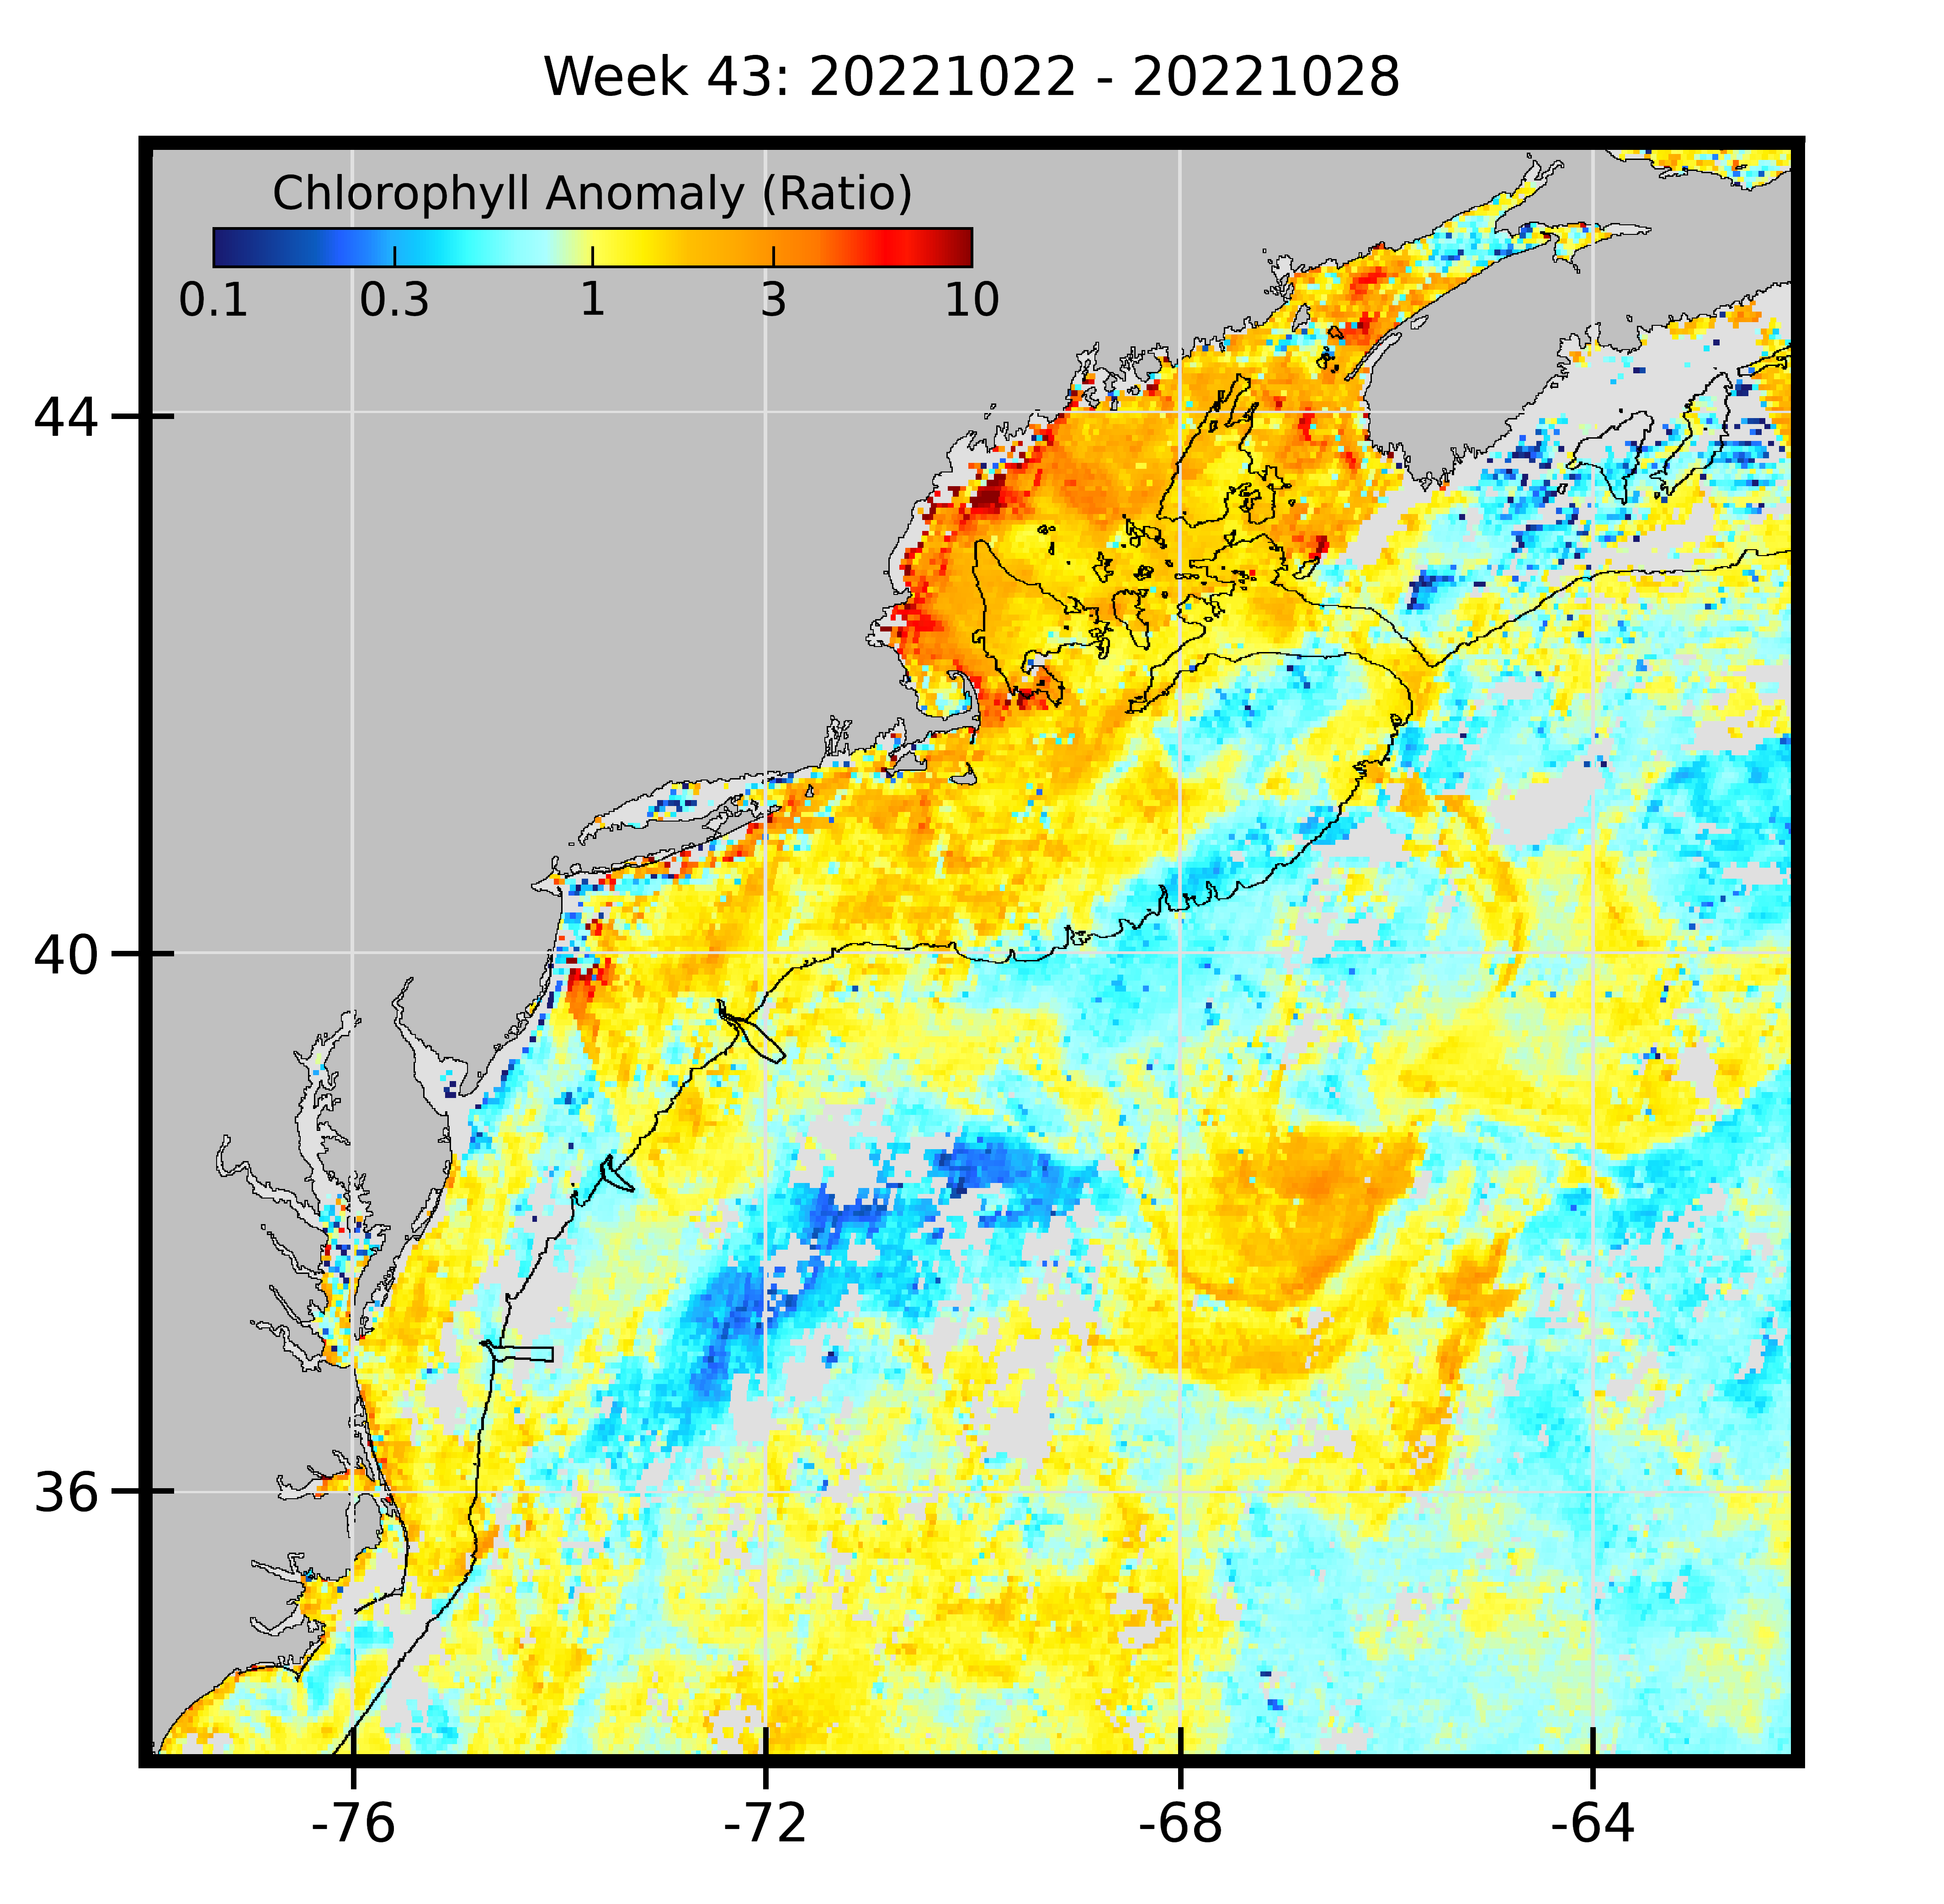 Week 43: 20221022 - 20221028
Chlorophyll Anomaly (Ratio)
0.1 0.3 1 3 10
44
40
36
-76 -72 -68 -64